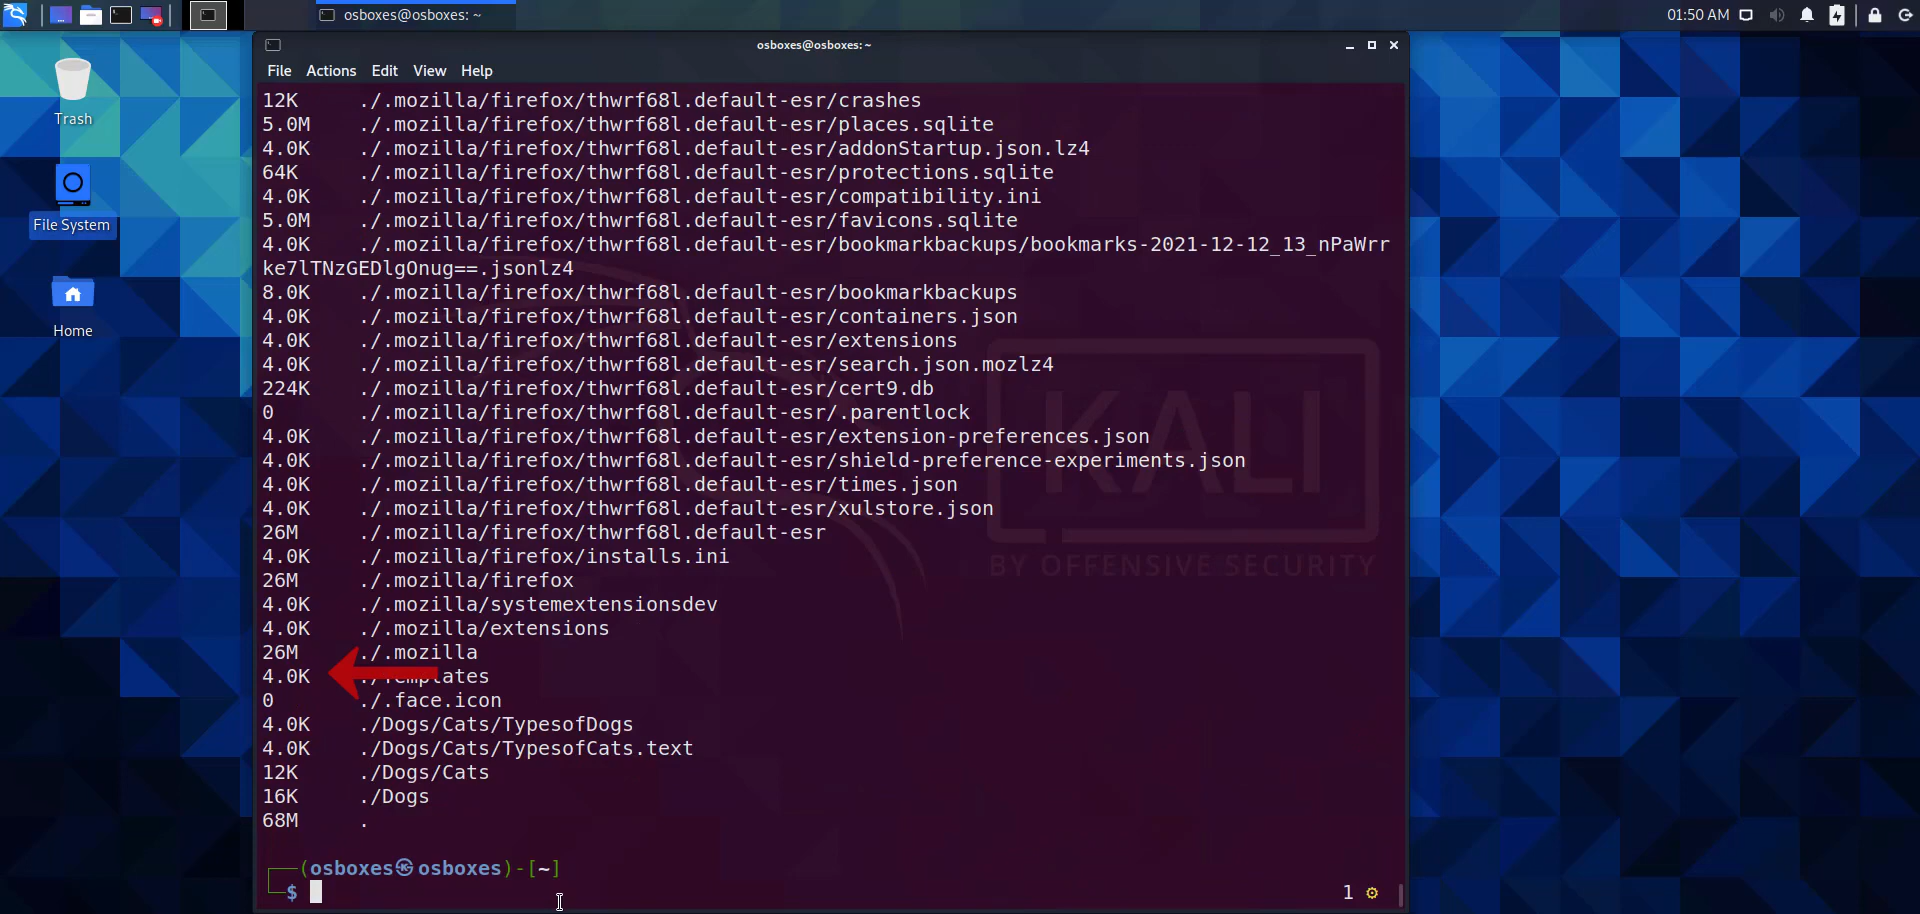 osboxes@osboxes: ~
01:50 AM
Trash
File System
Home
osboxes@osboxes: ~
File Actions Edit View Help
12K ./.mozilla/firefox/thwrf68l.default-esr/crashes
5.0M ./.mozilla/firefox/thwrf68l.default-esr/places.sqlite
4.0K ./.mozilla/firefox/thwrf68l.default-esr/addonStartup.json.lz4
64K ./.mozilla/firefox/thwrf68l.default-esr/protections.sqlite
4.0K ./.mozilla/firefox/thwrf68l.default-esr/compatibility.ini
5.0M ./.mozilla/firefox/thwrf68l.default-esr/favicons.sqlite
4.0K ./.mozilla/firefox/thwrf68l.default-esr/bookmarkbackups/bookmarks-2021-12-12_13_nPaWrr
ke7lTNzGEDlgOnug==.jsonlz4
8.0K ./.mozilla/firefox/thwrf68l.default-esr/bookmarkbackups
4.0K ./.mozilla/firefox/thwrf68l.default-esr/containers.json
4.0K ./.mozilla/firefox/thwrf68l.default-esr/extensions
4.0K ./.mozilla/firefox/thwrf68l.default-esr/search.json.mozlz4
224K ./.mozilla/firefox/thwrf68l.default-esr/cert9.db
0 ./.mozilla/firefox/thwrf68l.default-esr/.parentlock
4.0K ./.mozilla/firefox/thwrf68l.default-esr/extension-preferences.json
4.0K ./.mozilla/firefox/thwrf68l.default-esr/shield-preference-experiments.json
4.0K ./.mozilla/firefox/thwrf68l.default-esr/times.json
4.0K ./.mozilla/firefox/thwrf68l.default-esr/xulstore.json
26M ./.mozilla/firefox/thwrf68l.default-esr
4.0K ./.mozilla/firefox/installs.ini
26M ./.mozilla/firefox
4.0K ./.mozilla/systemextensionsdev
4.0K ./.mozilla/extensions
26M ./.mozilla
4.0K ./Templates
0 ./.face.icon
4.0K ./Dogs/Cats/TypesofDogs
4.0K ./Dogs/Cats/TypesofCats.text
12K ./Dogs/Cats
16K ./Dogs
68M .
┌──(osboxes㉿osboxes)-[~]
└─$
1 ⚙
KALI
BY OFFENSIVE SECURITY